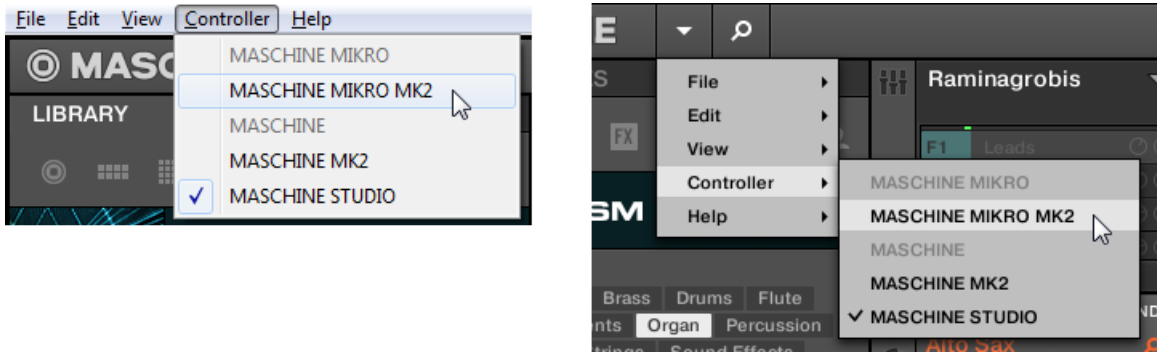 File Edit View Controller Help
MASC
LIBRARY
MASCHINE MIKRO
MASCHINE MIKRO MK2
MASCHINE
MASCHINE MK2
MASCHINE STUDIO
E
S
FX
SM
File
Edit
View
Controller
Help
Raminagrobis
F1 Leads
MASCHINE MIKRO
MASCHINE MIKRO MK2
MASCHINE
MASCHINE MK2
MASCHINE STUDIO
Brass Drums Flute
nts Organ Percussion
Alto Sax